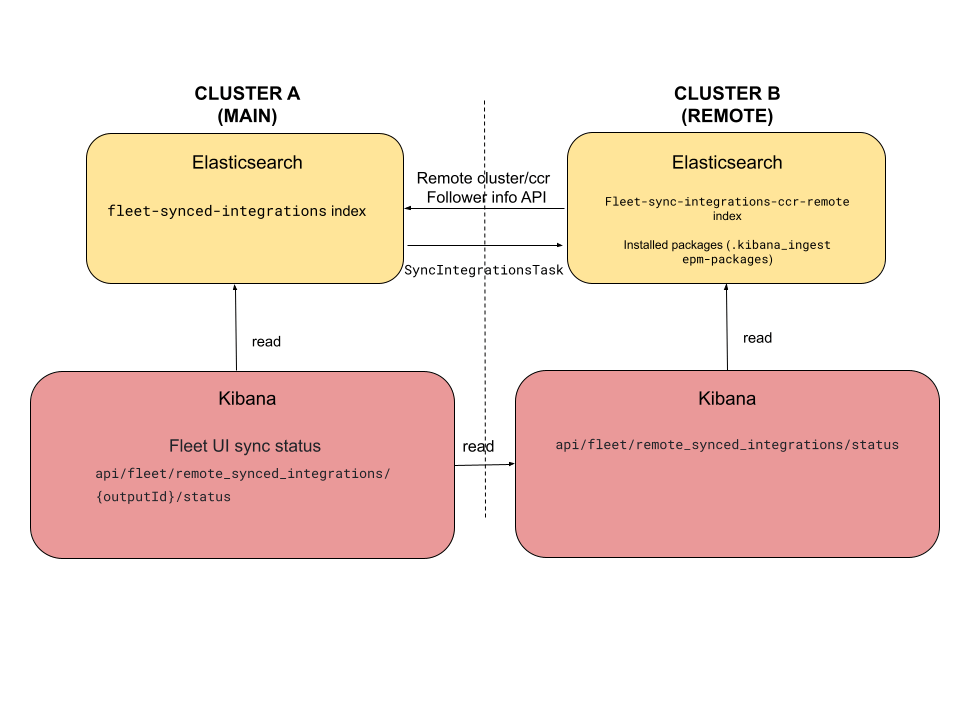 CLUSTER A
(MAIN)
CLUSTER B
(REMOTE)
Elasticsearch
fleet-synced-integrations index
Remote cluster/ccr
Follower info API
SyncIntegrationsTask
Elasticsearch
Fleet-sync-integrations-ccr-remote
index
Installed packages (.kibana_ingest
epm-packages)
read
read
Kibana
Fleet UI sync status
api/fleet/remote_synced_integrations/
{outputId}/status
read
Kibana
api/fleet/remote_synced_integrations/status